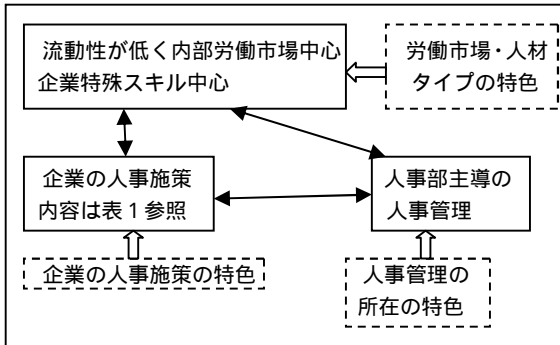 流動性が低く内部労働市場中心
企業特殊スキル中心
労働市場・人材
タイプの特色
企業の人事施策
内容は表1参照
人事部主導の
人事管理
企業の人事施策の特色
人事管理の
所在の特色